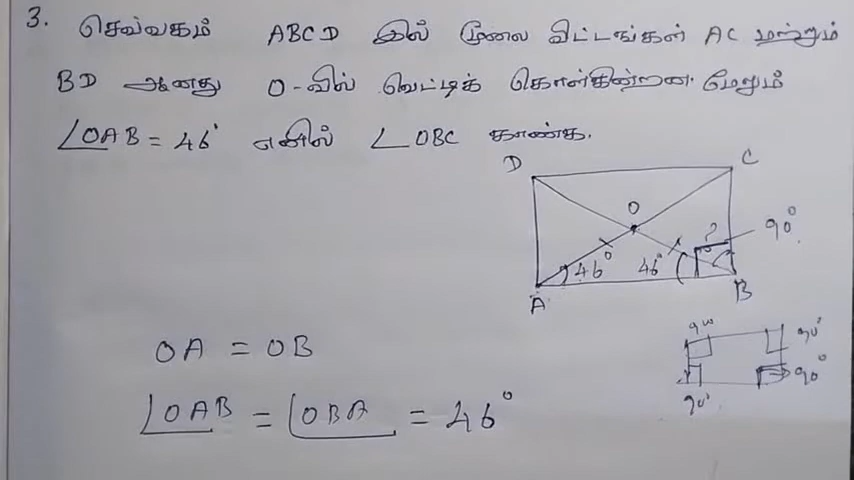 3. செவ்வகம் ABCD இல் மூலை விட்டங்கள் AC மற்றும்
BD ஆனது O-வில் வெட்டிக் கொள்கின்றன. மேலும்
∠OAB = 46° எனில் ∠OBC காண்க.
D C
O
? 90°
46° 46°
A B
OA = OB
90° 90°
90°
90°
∠OAB = ∠OBA = 46°